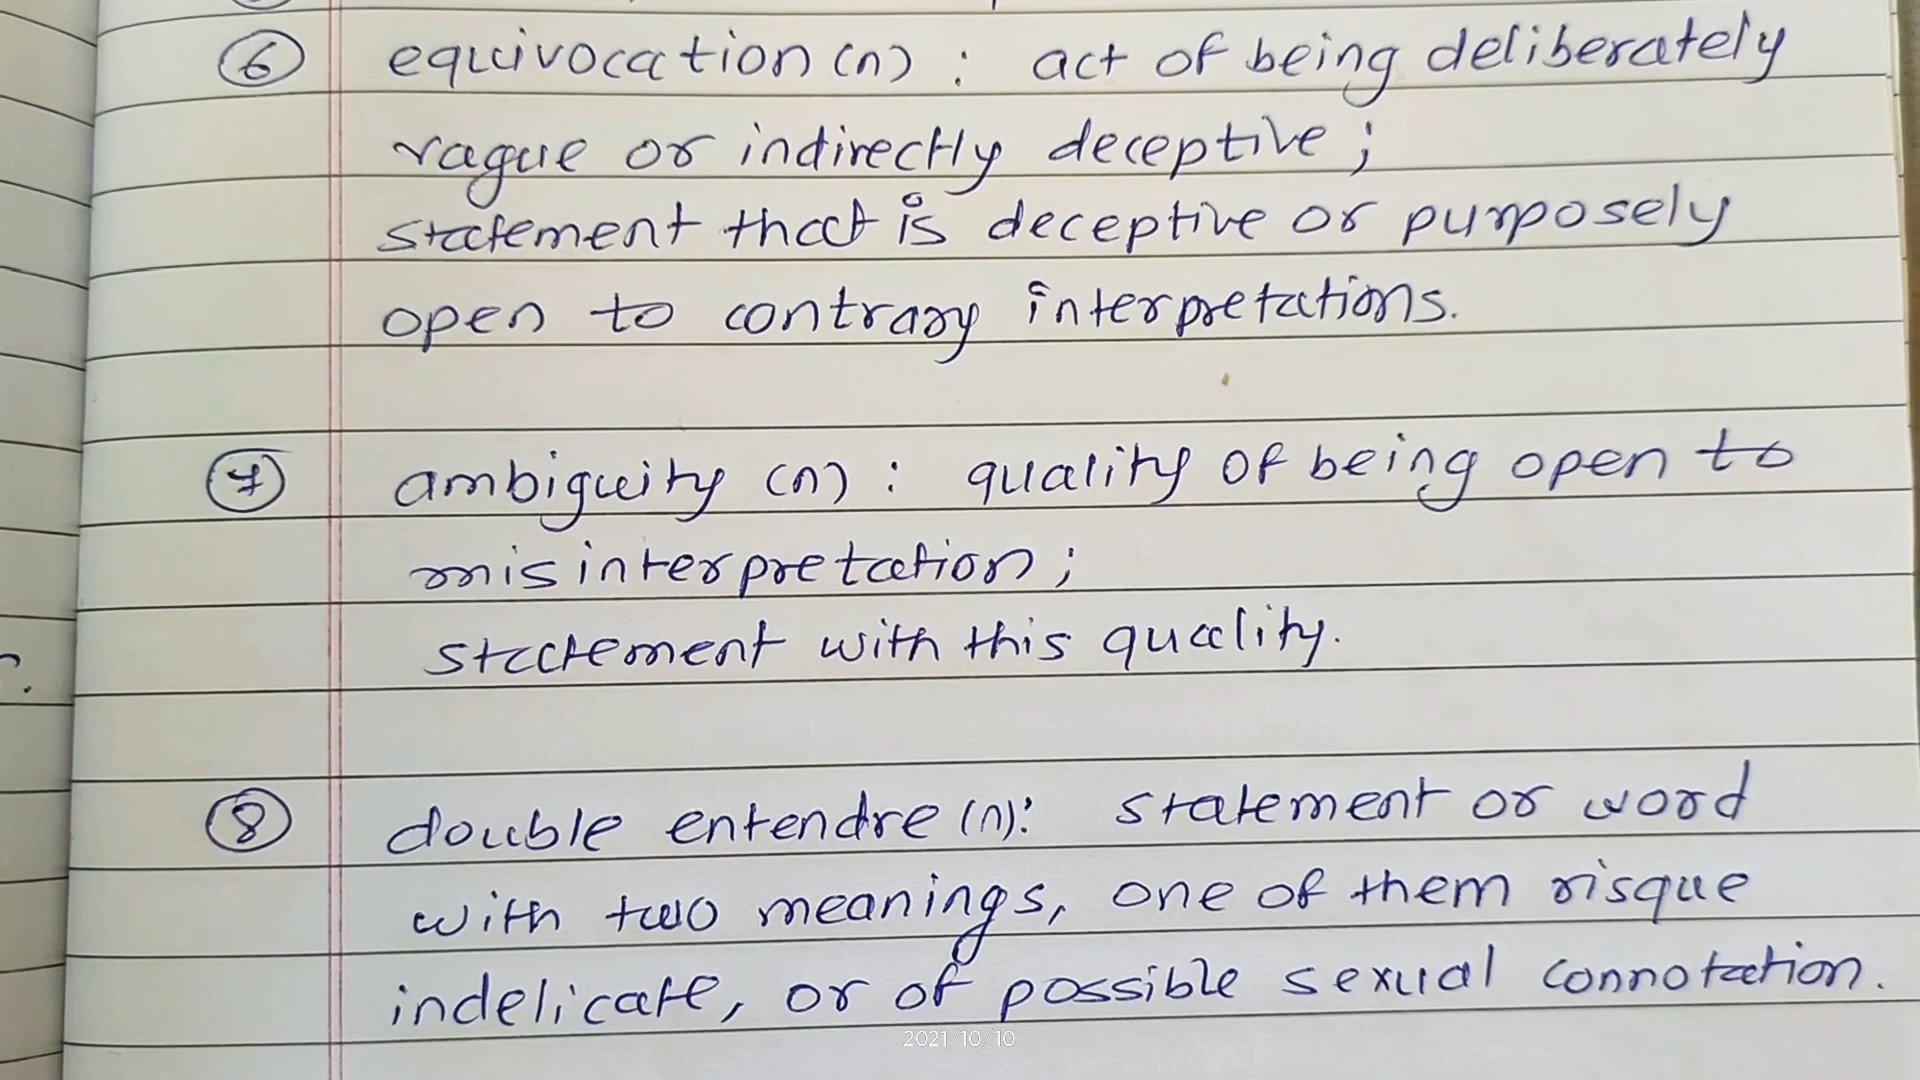 6 equivocation (n) : act of being deliberately
vague or indirectly deceptive ;
statement that is deceptive or purposely
open to contrary interpretations.
7 ambiguity (n) : quality of being open to
misinterpretation ;
statement with this quality.
8 double entendre (n): statement or word
with two meanings, one of them risque
indelicate, or of possible sexual connotation.
2021/10/10